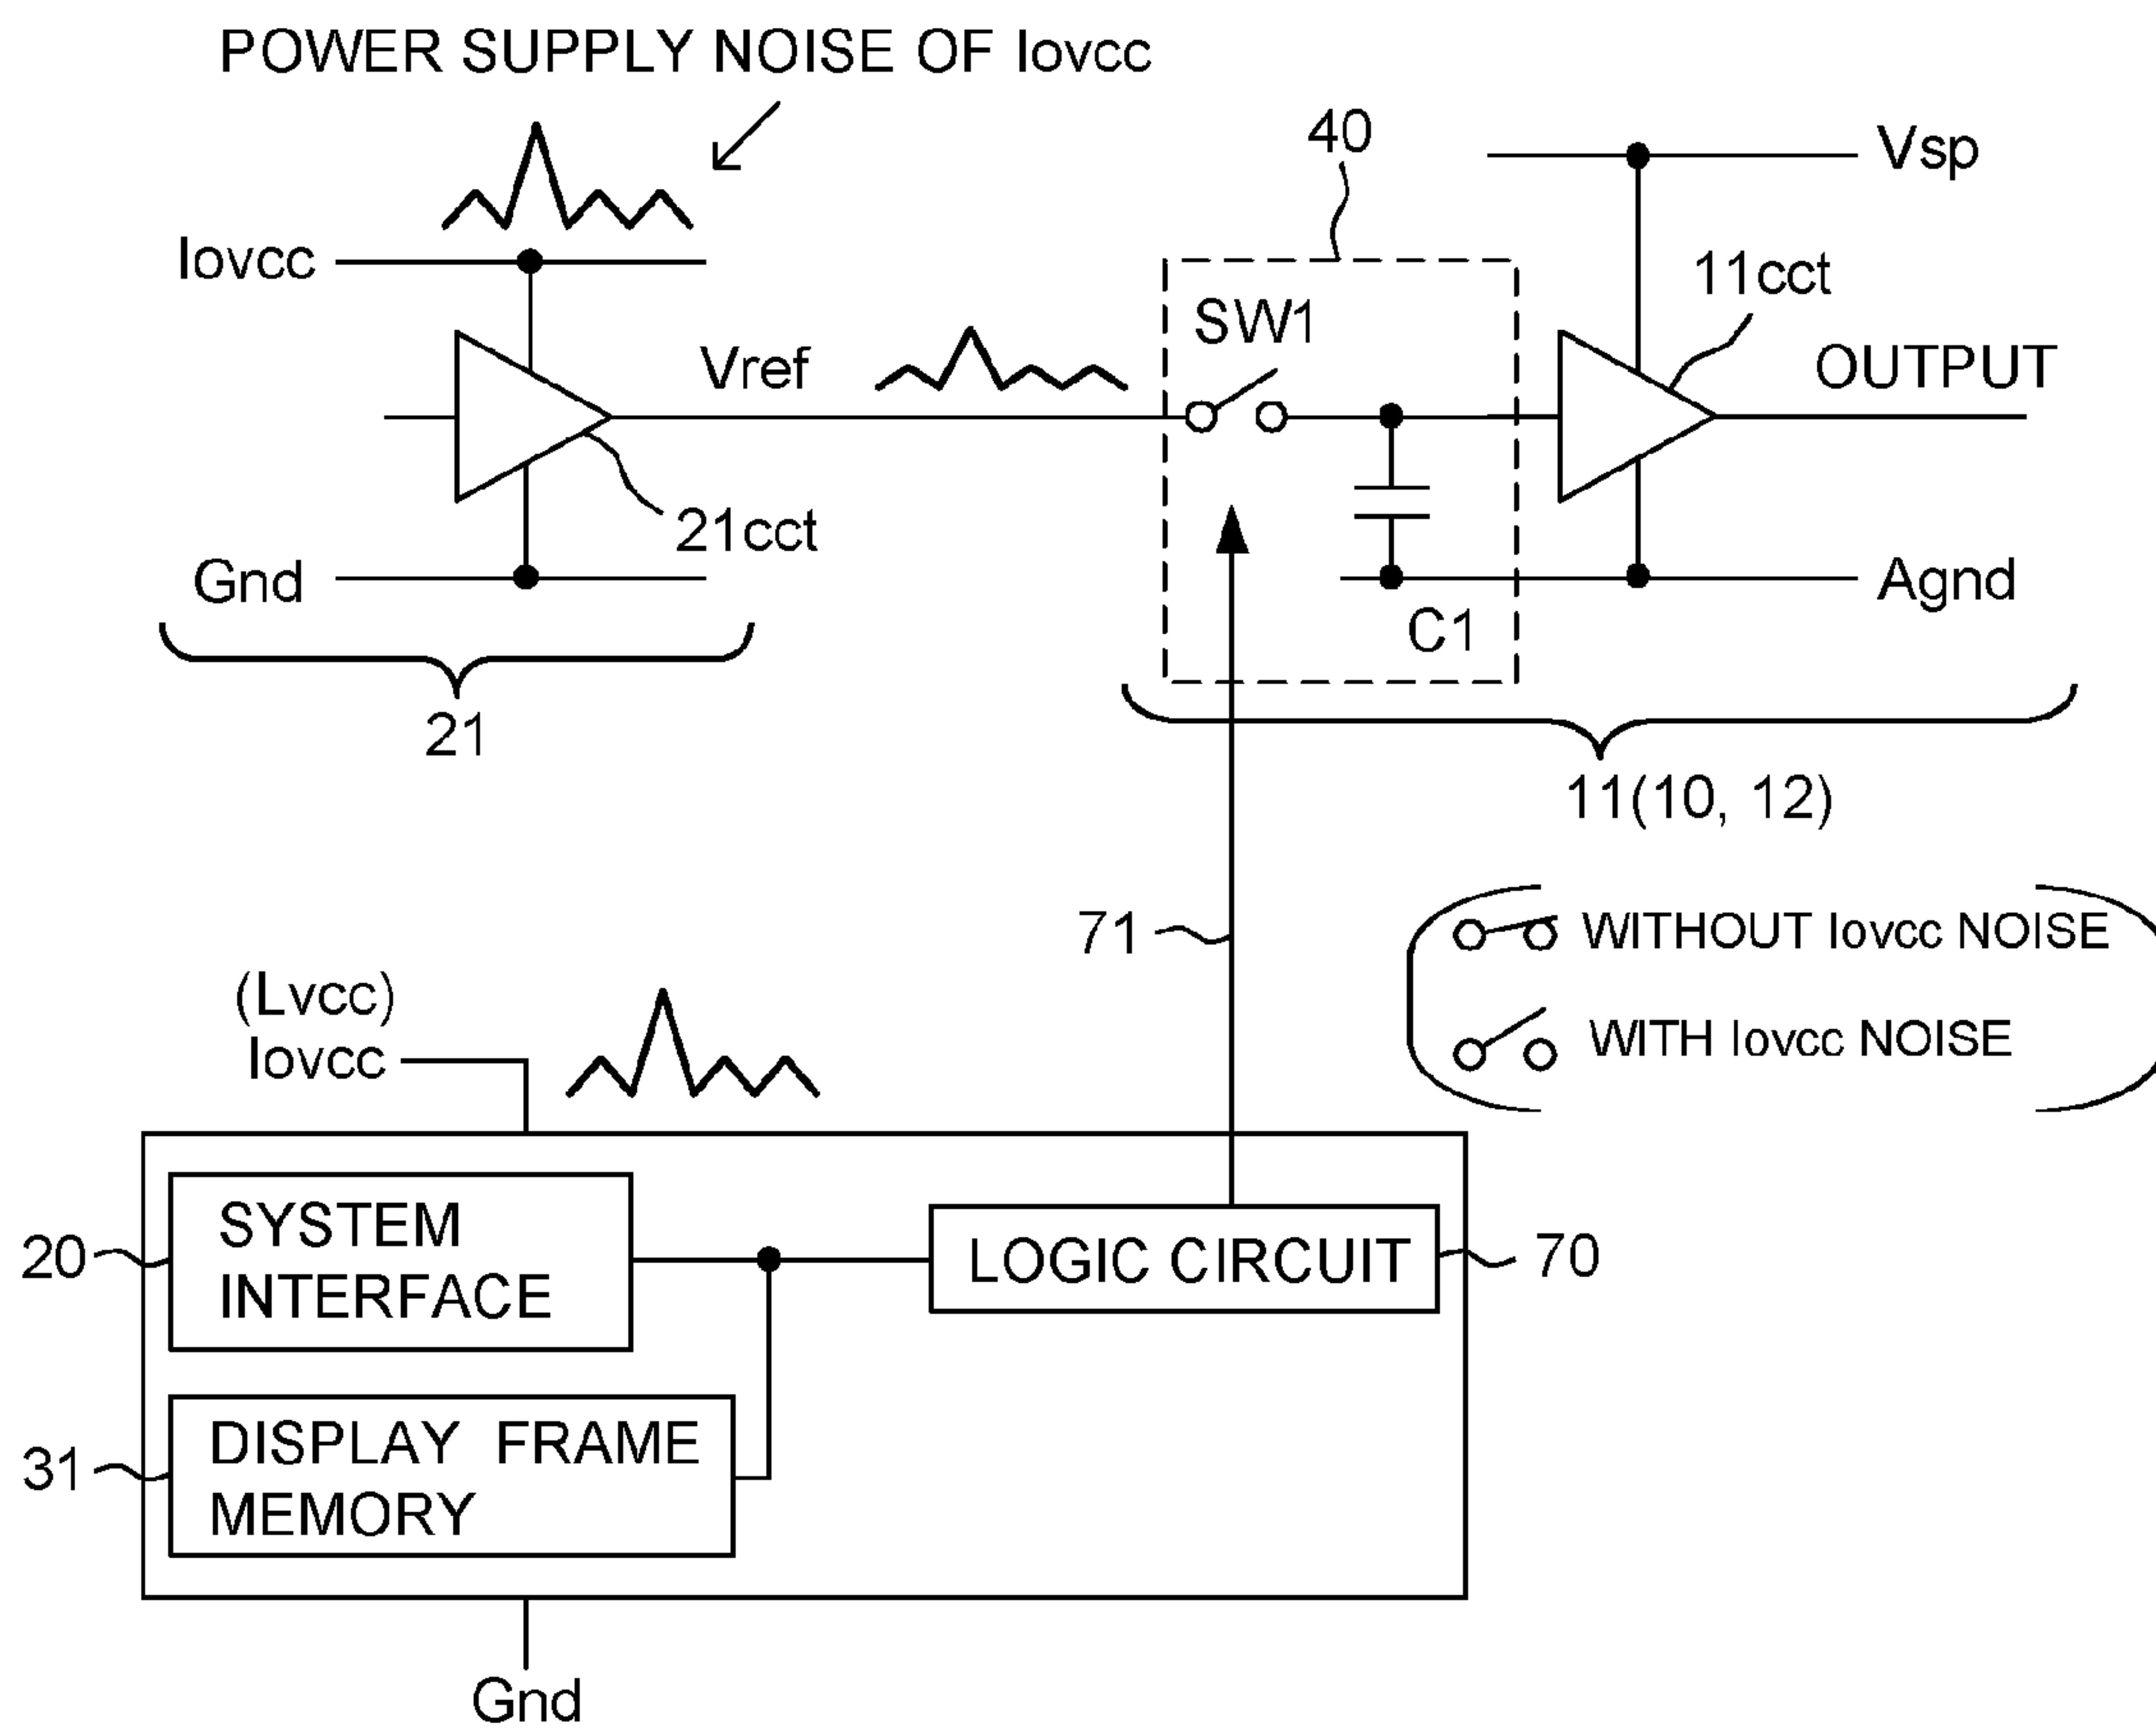 POWER SUPPLY NOISE OF Iovcc
40
Vsp
Iovcc
SW1
11cct
Vref
OUTPUT
21cct
Gnd
Agnd
C1
21
11(10, 12)
71
WITHOUT Iovcc NOISE
(Lvcc)
Iovcc
WITH Iovcc NOISE
20
SYSTEM
INTERFACE
LOGIC CIRCUIT
70
31
DISPLAY FRAME
MEMORY
Gnd